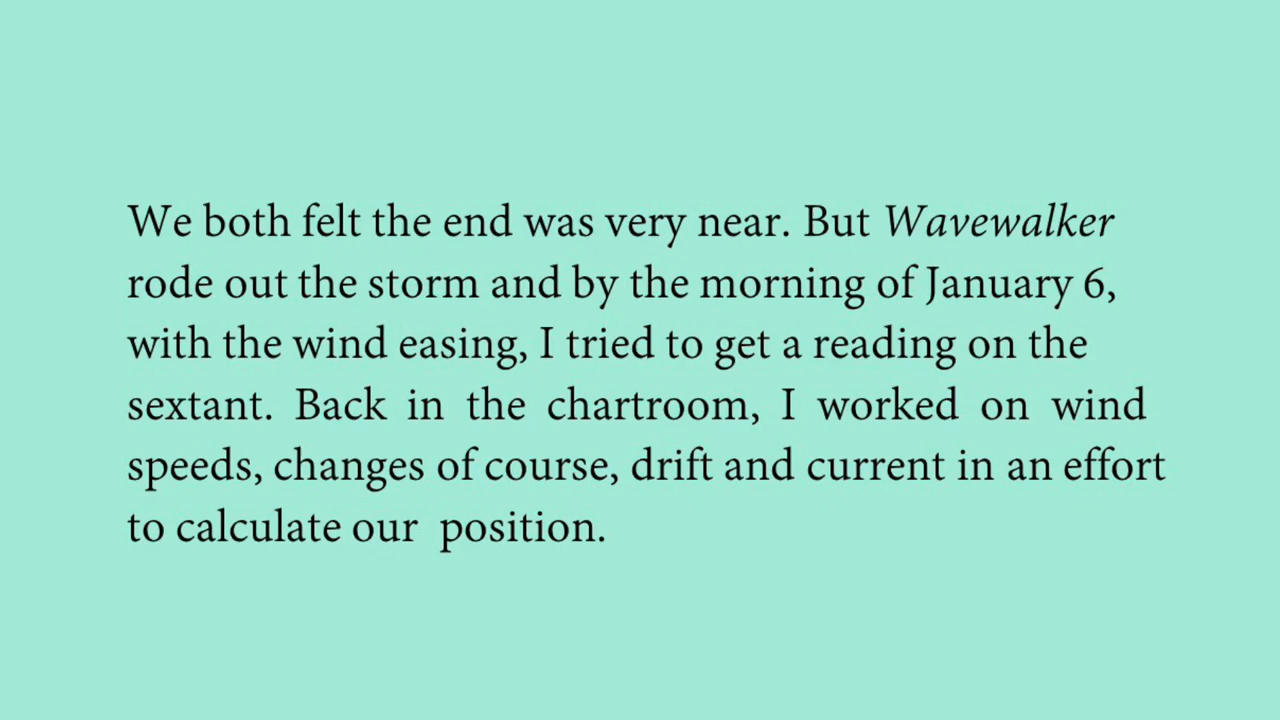 We both felt the end was very near. But Wavewalker
rode out the storm and by the morning of January 6,
with the wind easing, I tried to get a reading on the
sextant. Back in the chartroom, I worked on wind
speeds, changes of course, drift and current in an effort
to calculate our position.